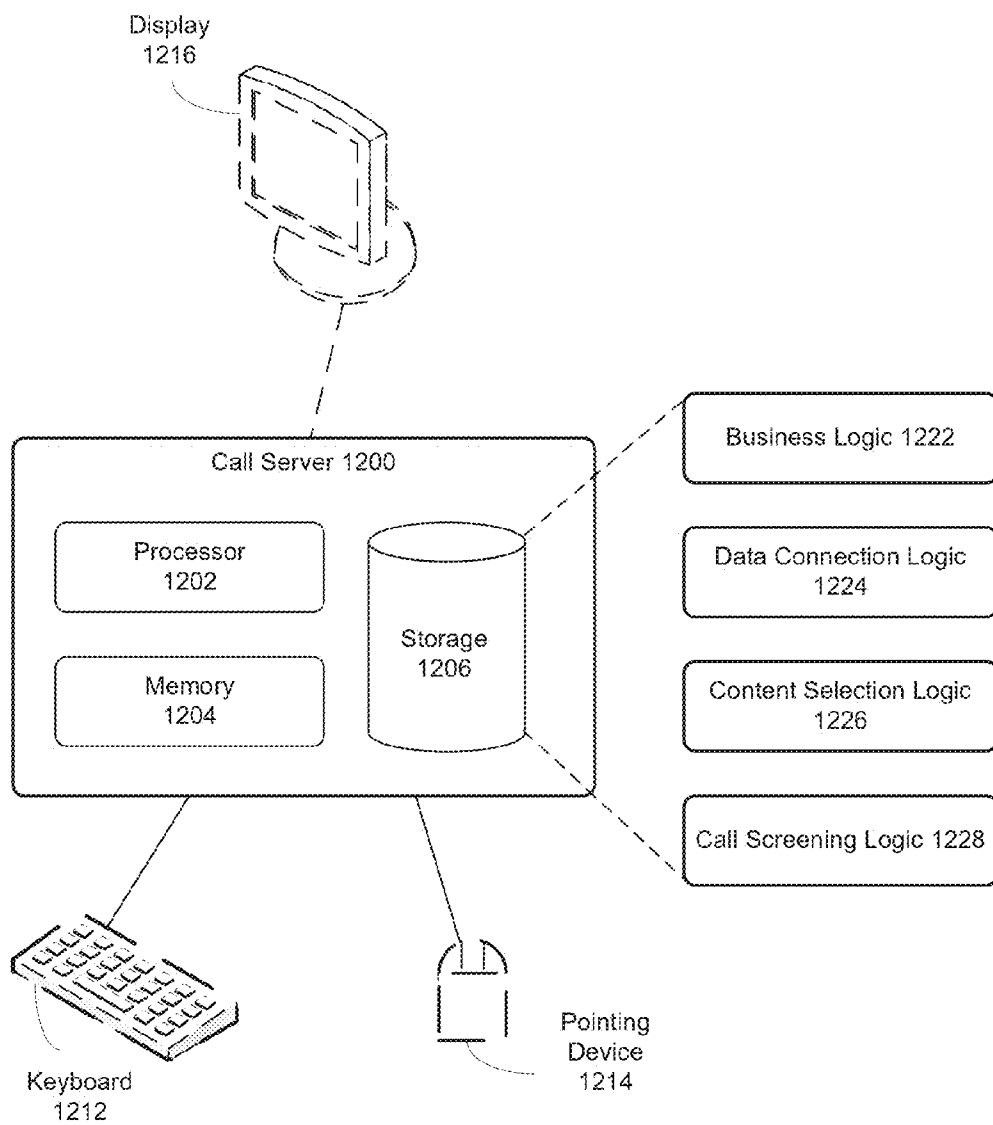 Display
1216
Call Server 1200
Processor
1202
Memory
1204
Storage
1206
Business Logic 1222
Data Connection Logic
1224
Content Selection Logic
1226
Call Screening Logic 1228
Keyboard
1212
Pointing
Device
1214